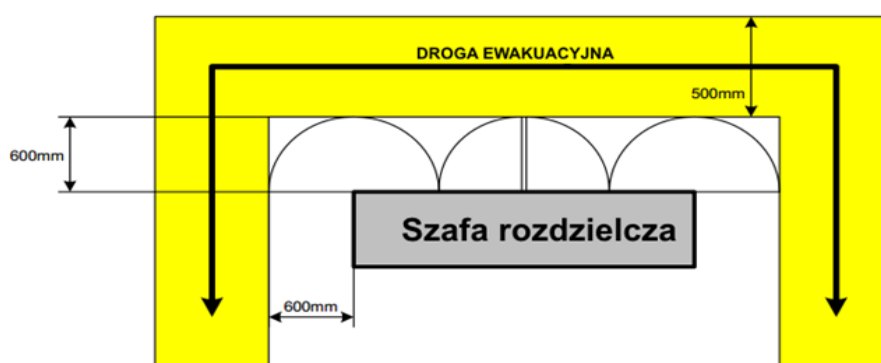 DROGA EWAKUACYJNA
500mm
600mm
Szafa rozdzielcza
600mm